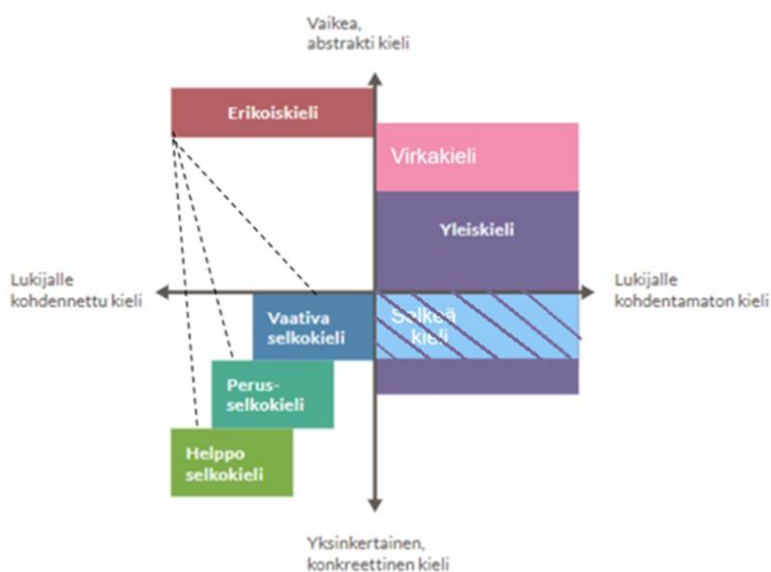 Vaikea,
abstrakti kieli
Erikoiskieli
Virkakieli
Yleiskieli
Lukijalle
kohdennettu kieli
Lukijalle
kohdentamaton kieli
Vaativa
selkokieli
Selkeä
kieli
Perus-
selkokieli
Helppo
selkokieli
Yksinkertainen,
konkreettinen kieli